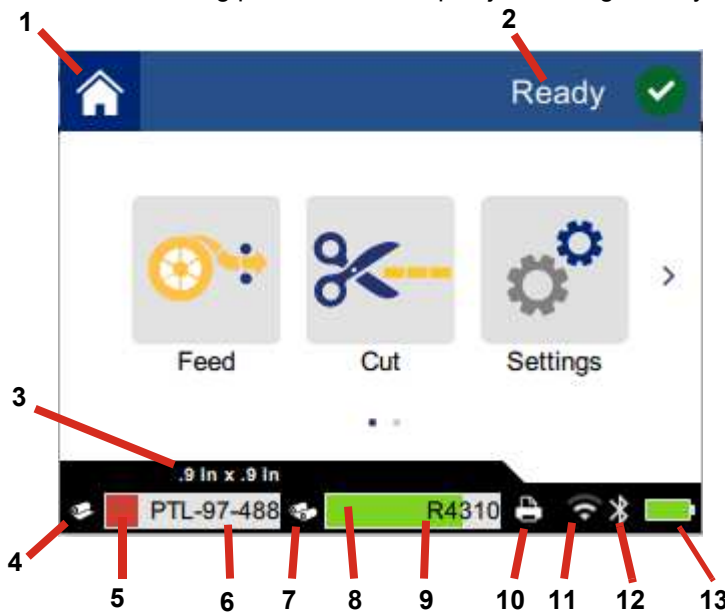 1
2
Ready
Feed Cut Settings
3
.9 in x .9 in
PTL-97-488 R4310
4 5 6 7 8 9 10 11 12 13